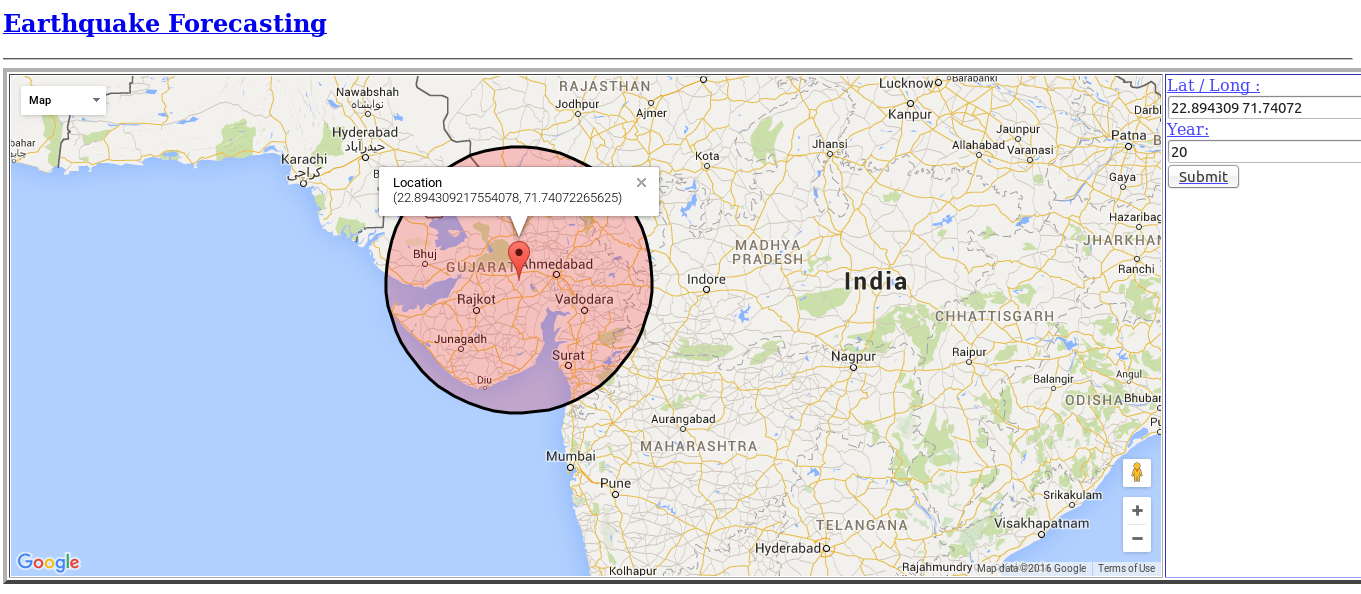 Earthquake Forecasting
Map
Nawabshah
نوابشاه
Hyderabad
حیدرآباد
Karachi
کراچی
RAJASTHAN
Jodhpur
Ajmer
Lucknow
Barabanki
Kanpur
Jaunpur
Allahabad
Varanasi
Patna
Jhansi
Kota
Gaya
Hazaribag
JHARKHAN
Ranchi
Location
(22.894309217554078, 71.74072265625)
Bhuj
GUJARAT
Ahmedabad
Rajkot
Vadodara
Junagadh
Surat
Diu
MADHYA
PRADESH
Indore
India
CHHATTISGARH
Nagpur
Raipur
Balangir
Angul
ODISHA
Bhubar
Aurangabad
MAHARASHTRA
Mumbai
Pune
Srikakulam
Visakhapatnam
TELANGANA
Hyderabad
Rajahmundry
Kolhapur
Google
Map data ©2016 Google
Terms of Use
Lat / Long :
22.894309 71.74072
Year:
20
Submit